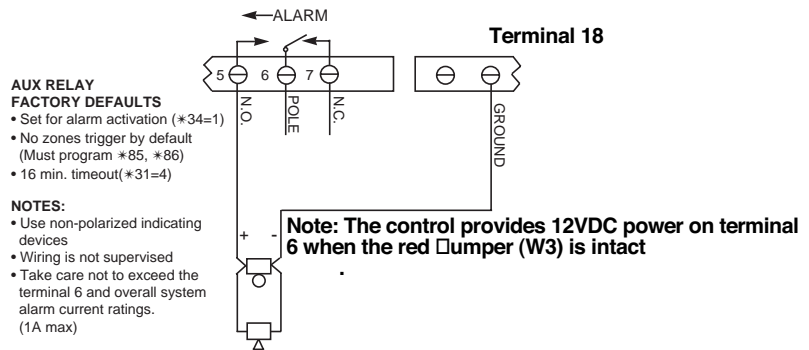 ALARM
Terminal 18
5 6 7
N.O.
POLE
N.C.
GROUND
AUX RELAY
FACTORY DEFAULTS
• Set for alarm activation (✶34=1)
• No zones trigger by default
(Must program ✶85, ✶86)
• 16 min. timeout(✶31=4)
NOTES:
• Use non-polarized indicating
devices
• Wiring is not supervised
• Take care not to exceed the
terminal 6 and overall system
alarm current ratings.
(1A max)
+ -
Note: The control provides 12VDC power on terminal
6 when the red □umper (W3) is intact
.